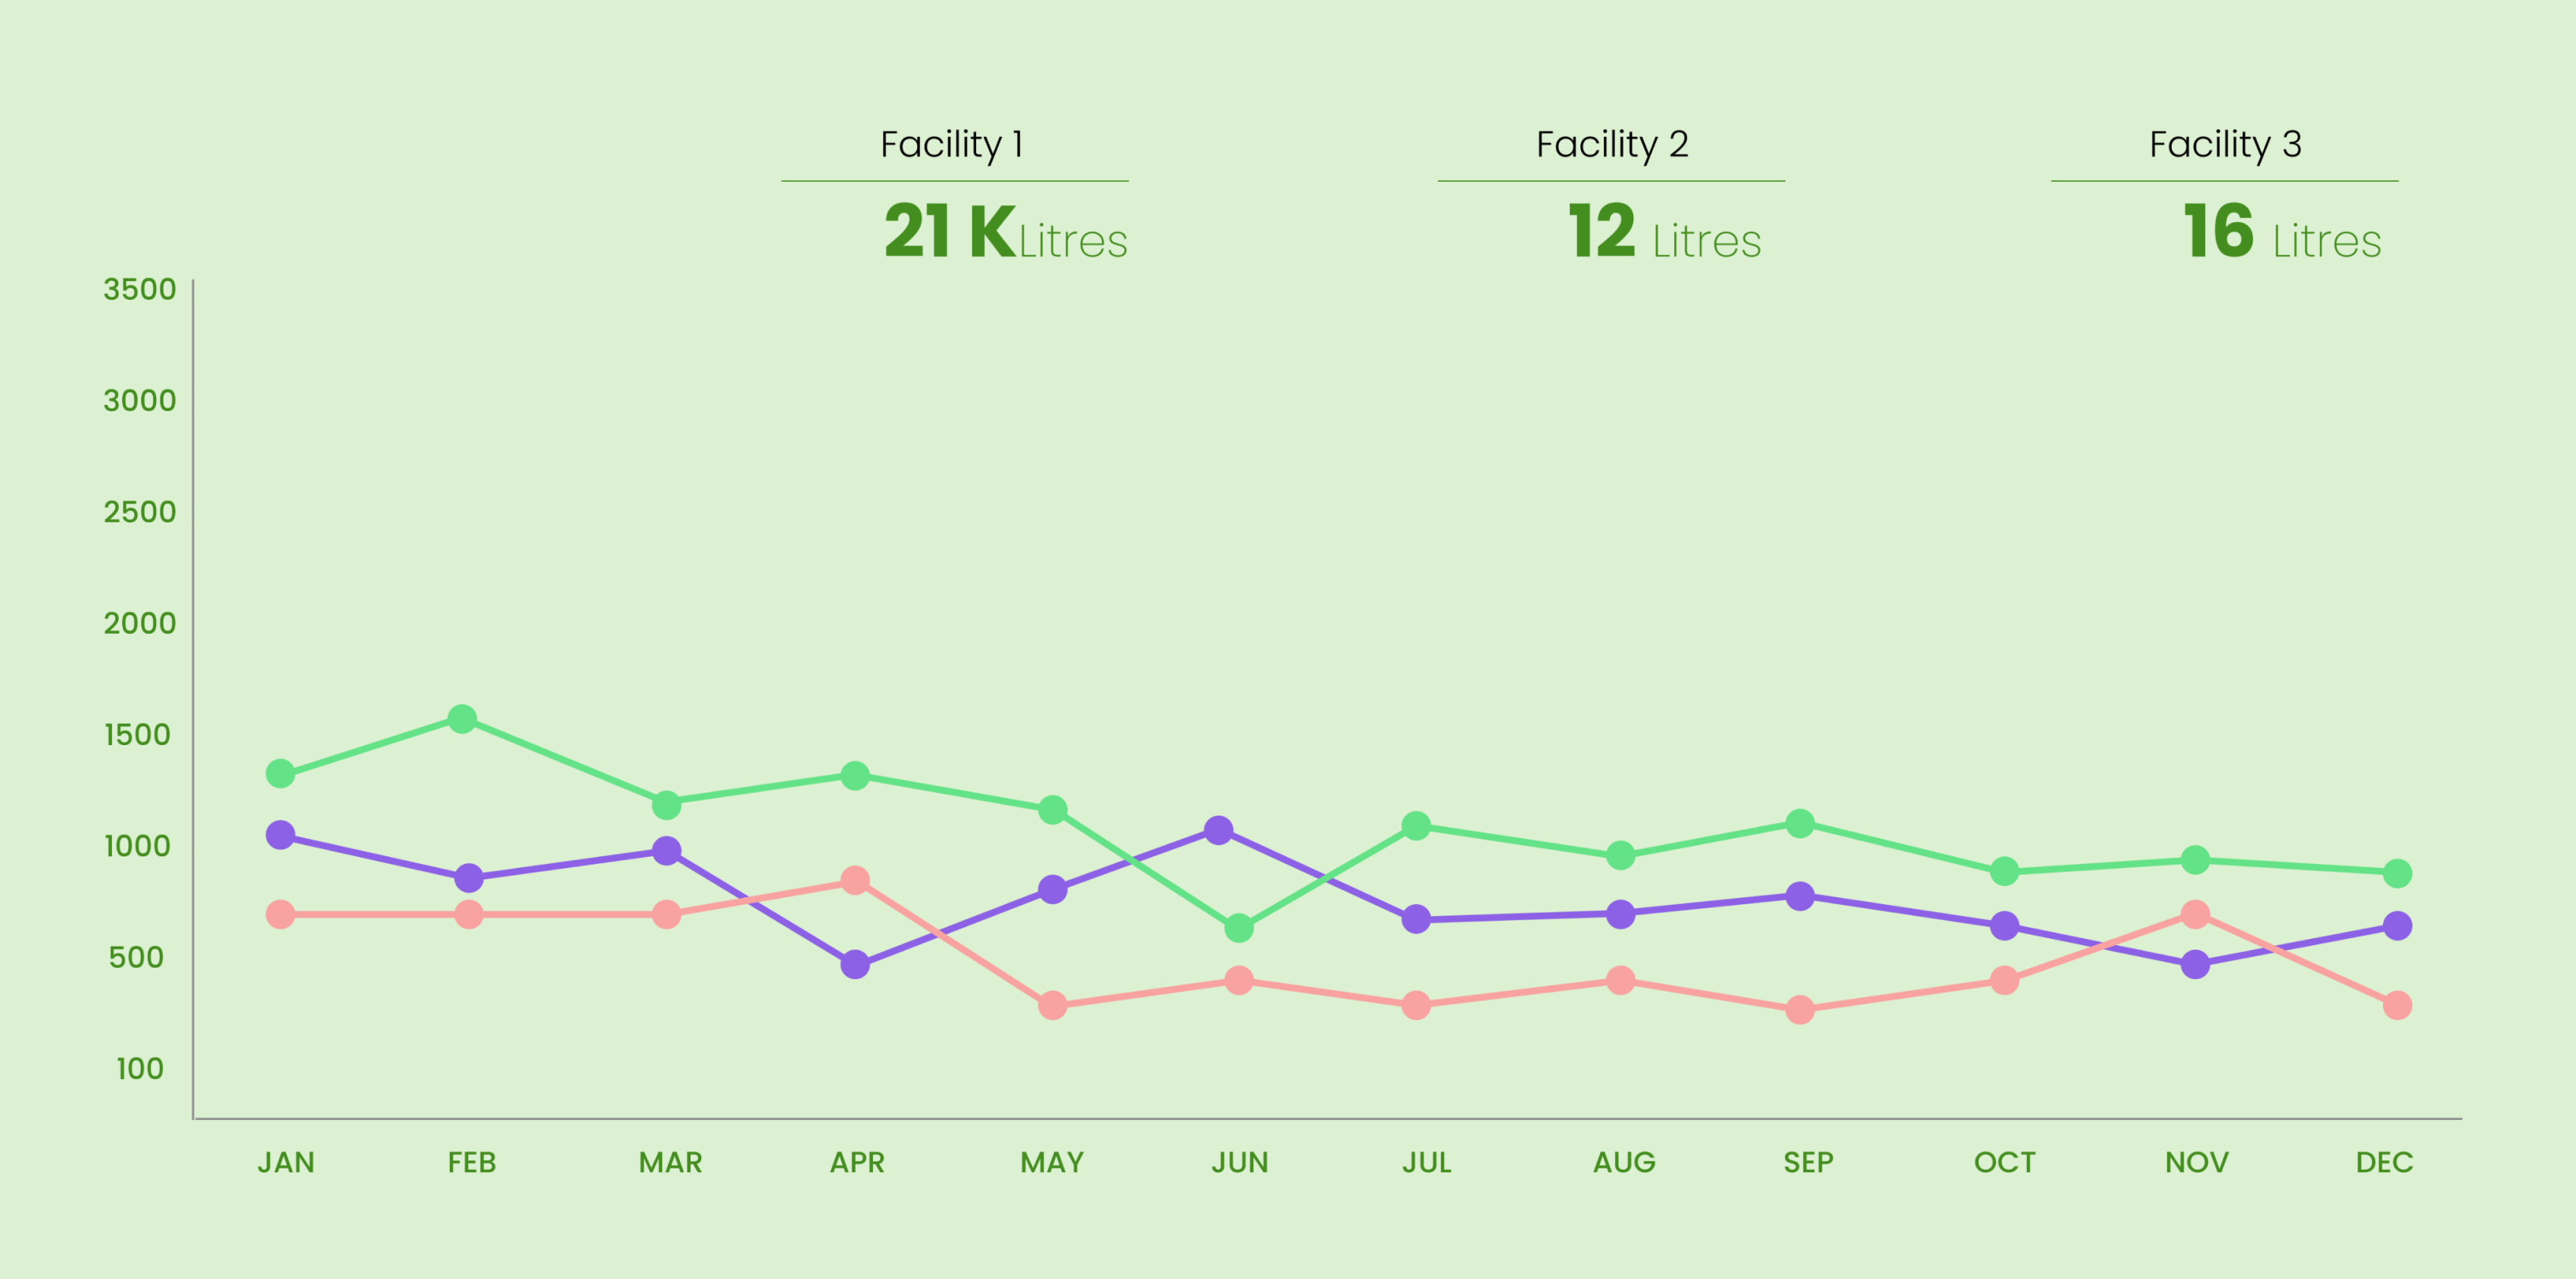 Facility 1
21 K Litres
Facility 2
12 Litres
Facility 3
16 Litres
3500
3000
2500
2000
1500
1000
500
100
JAN FEB MAR APR MAY JUN JUL AUG SEP OCT NOV DEC